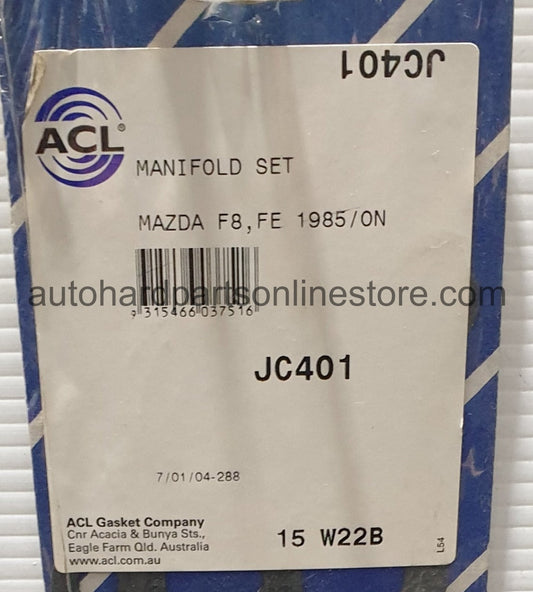 JC401
ACL®
MANIFOLD SET
MAZDA F8,FE 1985/ON
autohardpartsonlinestore.com
9 315466 037516
JC401
7/01/04-288
ACL Gasket Company
Cnr Acacia & Bunya Sts.,
Eagle Farm Qld. Australia
www.acl.com.au
15 W22B
L54